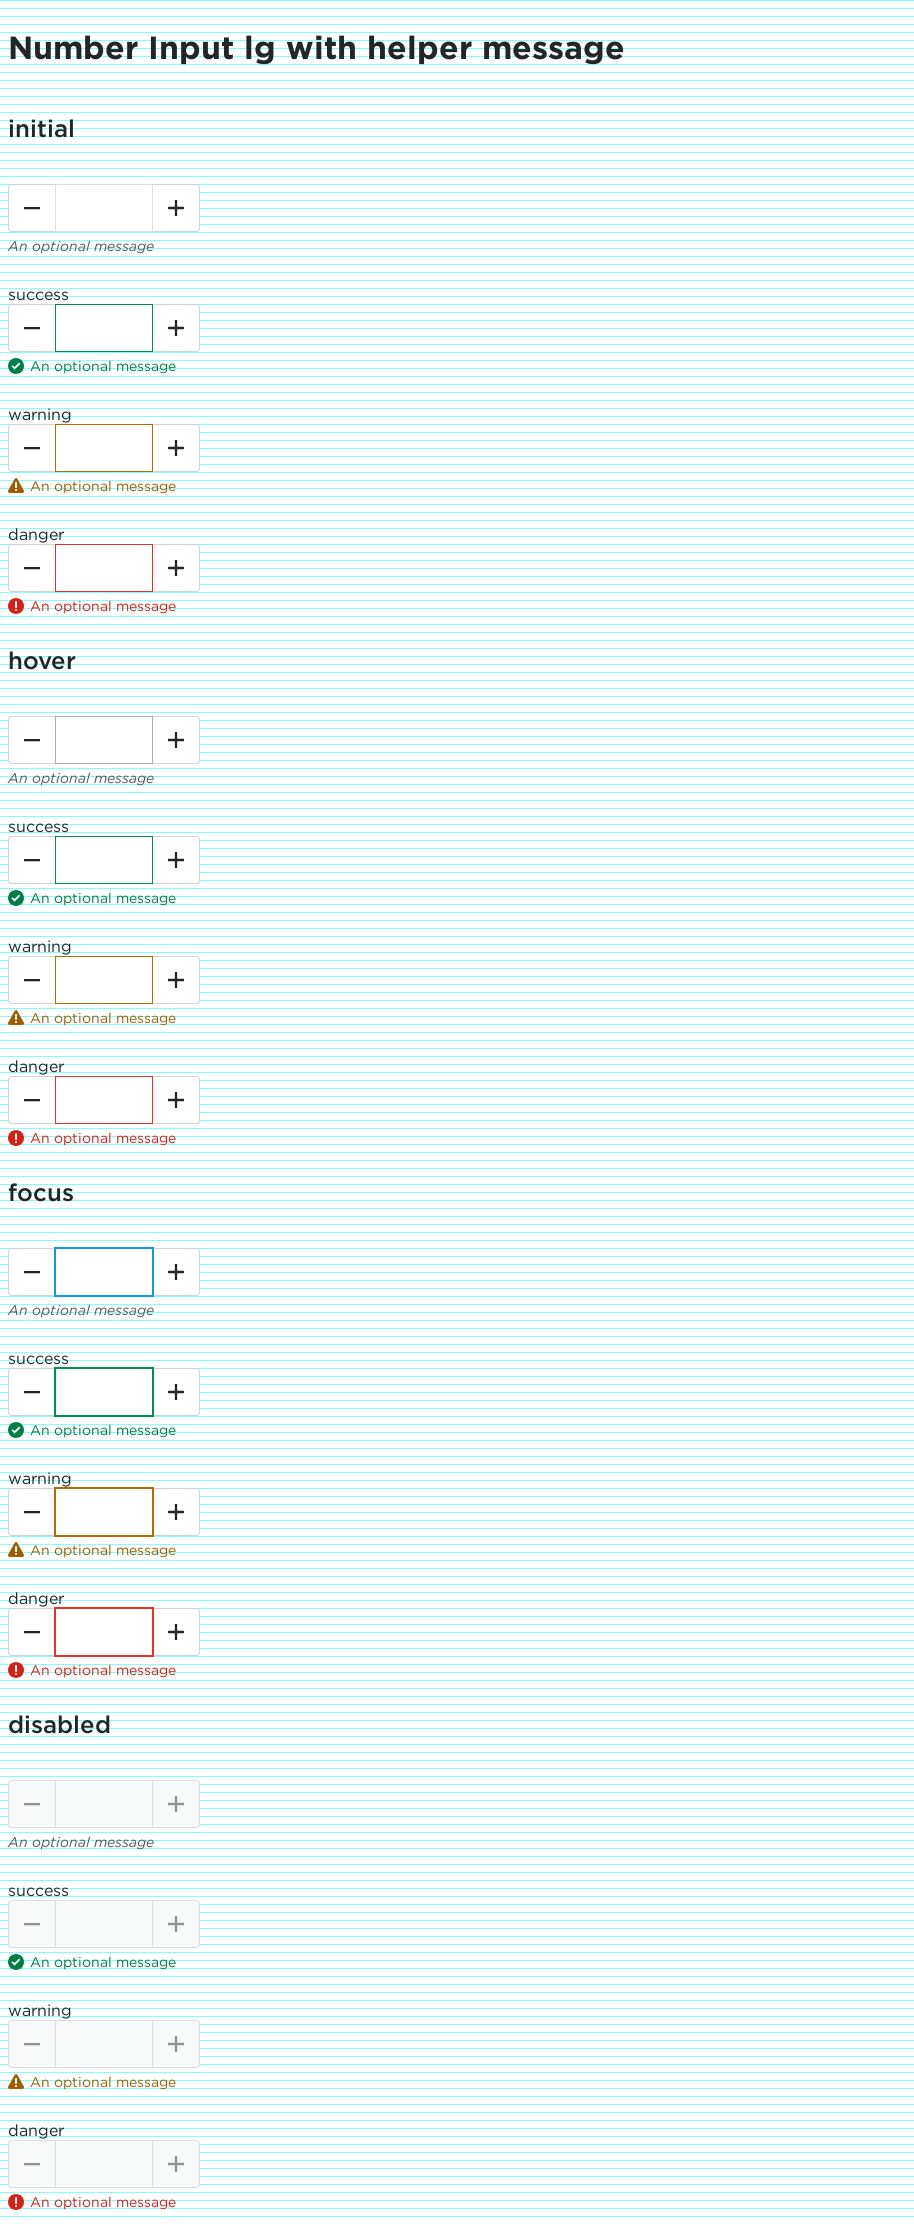 Number Input lg with helper message
initial
An optional message
success
An optional message
warning
An optional message
danger
An optional message
hover
An optional message
success
An optional message
warning
An optional message
danger
An optional message
focus
An optional message
success
An optional message
warning
An optional message
danger
An optional message
disabled
An optional message
success
An optional message
warning
An optional message
danger
An optional message